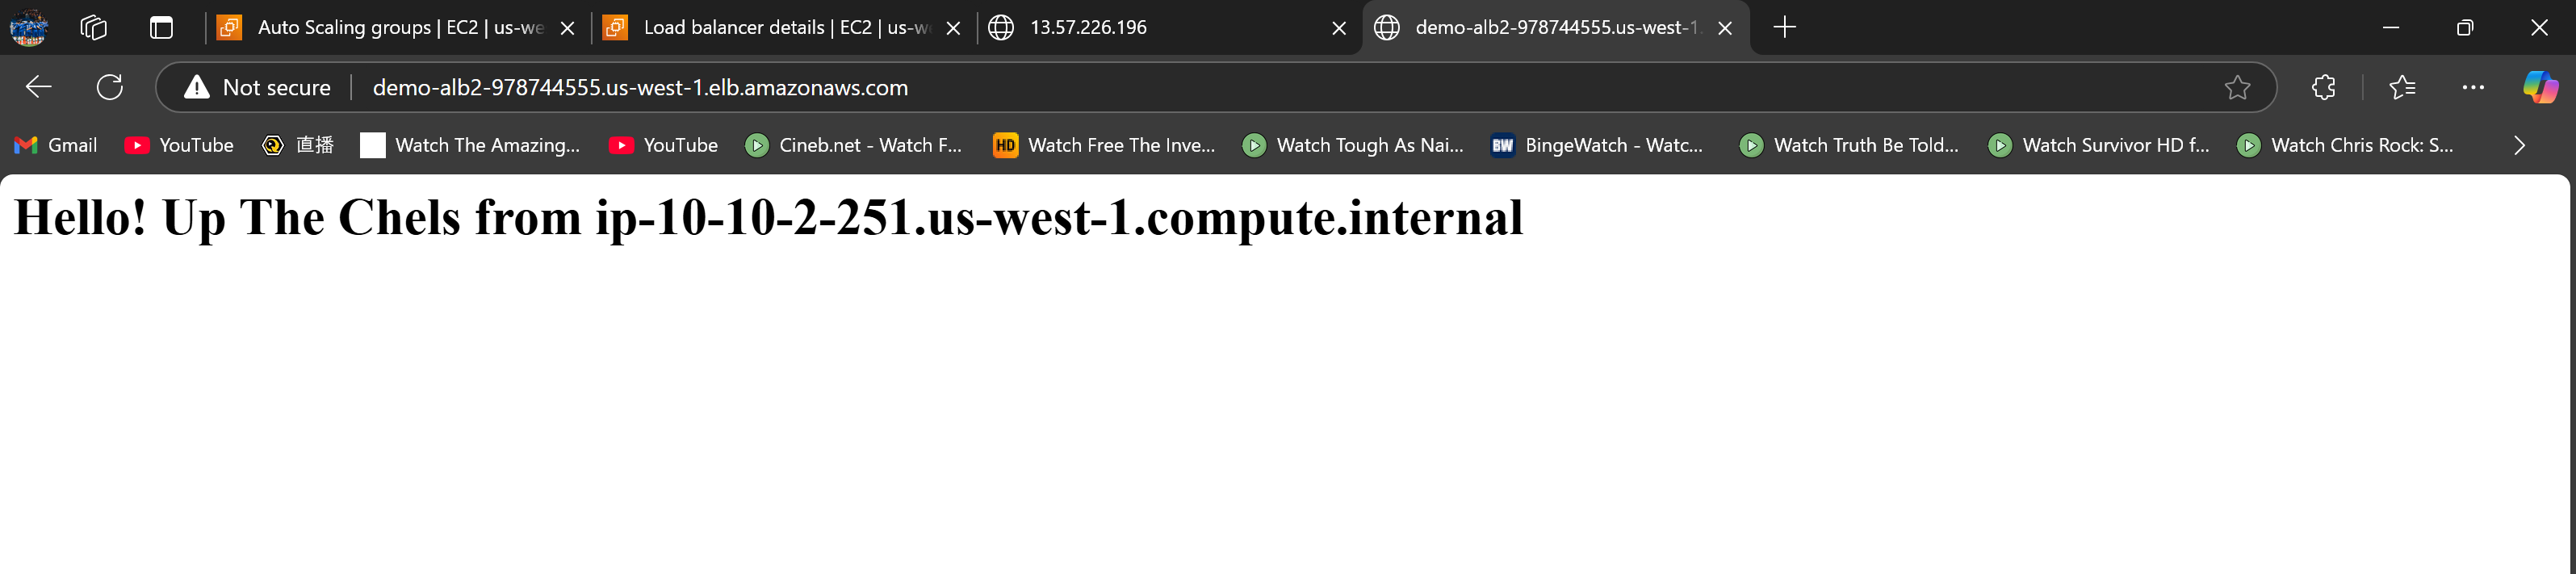 Auto Scaling groups | EC2 | us-we
Load balancer details | EC2 | us-w
13.57.226.196
demo-alb2-978744555.us-west-1.
Not secure
demo-alb2-978744555.us-west-1.elb.amazonaws.com
Gmail
YouTube
直播
Watch The Amazing...
YouTube
Cineb.net - Watch F...
HD
Watch Free The Inve...
Watch Tough As Nai...
BW
BingeWatch - Watc...
Watch Truth Be Told...
Watch Survivor HD f...
Watch Chris Rock: S...
Hello! Up The Chels from ip-10-10-2-251.us-west-1.compute.internal